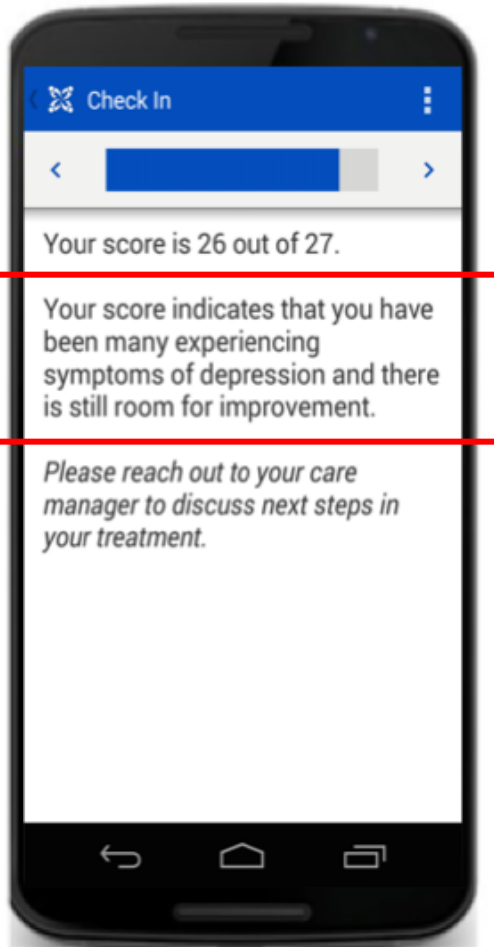 Check In
Your score is 26 out of 27.
Your score indicates that you have
been many experiencing
symptoms of depression and there
is still room for improvement.
Please reach out to your care
manager to discuss next steps in
your treatment.